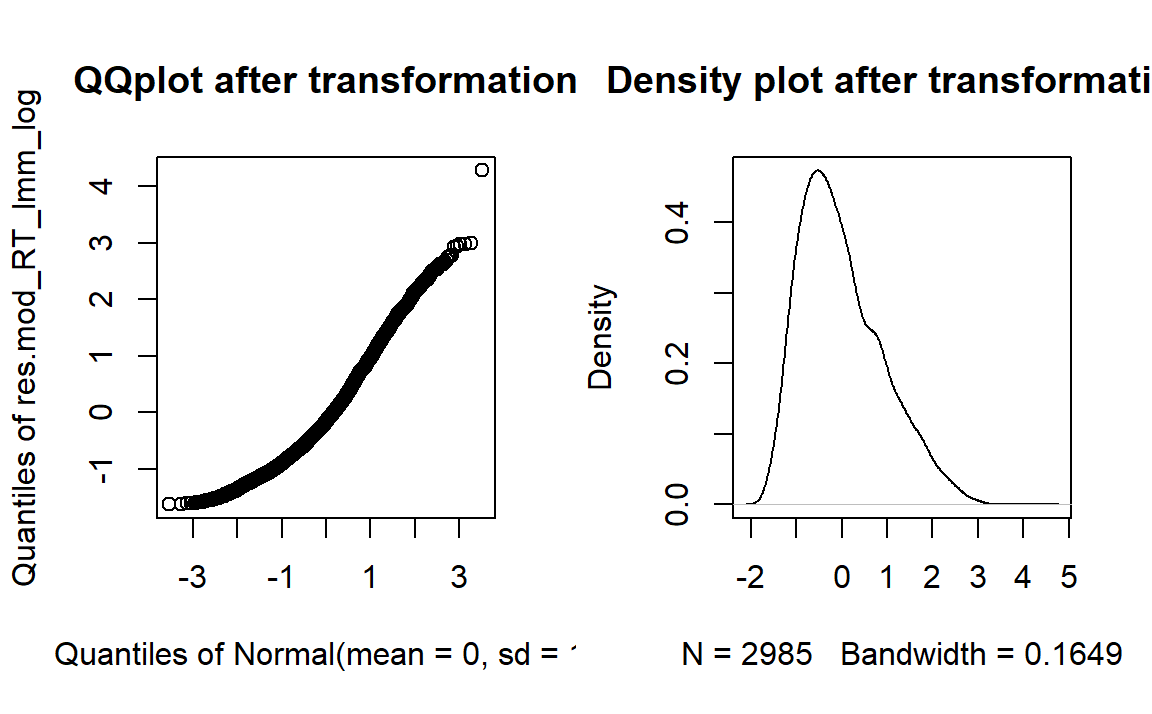 QQplot after transformation
Quantiles of res.mod_RT_lmm_log
4
3
2
1
0
-1
-3 -1 1 3
Quantiles of Normal(mean = 0, sd =
Density plot after transformati
Density
0.4
0.2
0.0
-2 0 1 2 3 4 5
N = 2985 Bandwidth = 0.1649